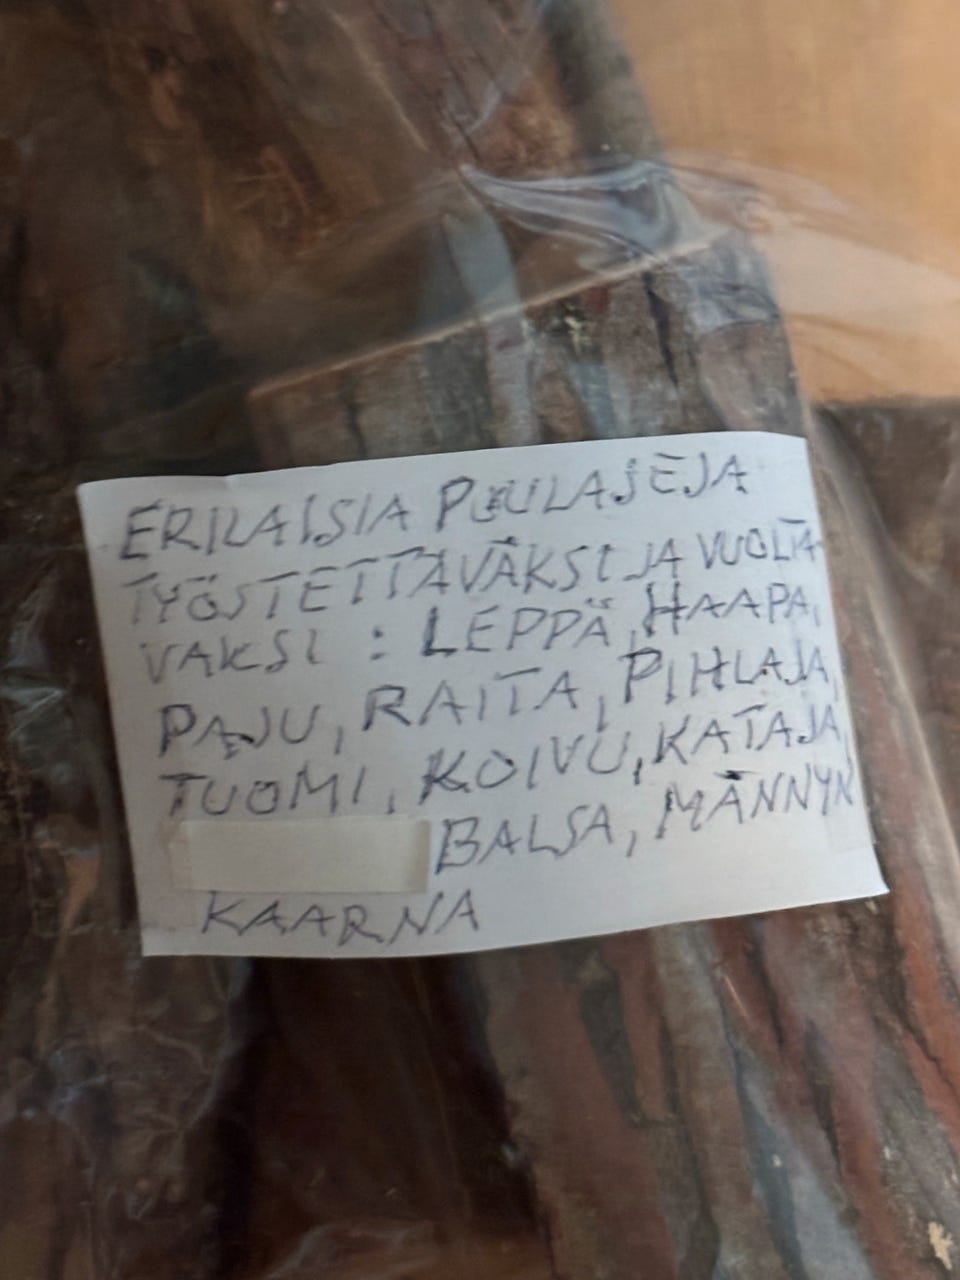 ERILAISIA PUULAJEJA
TYÖSTETTÄVÄKSI JA VUOLTA-
VAKSI : LEPPÄ, HAAPA,
PAJU, RAITA, PIHLAJA,
TUOMI, KOIVU, KATAJA,
BALSA, MÄNNYN
KAARNA